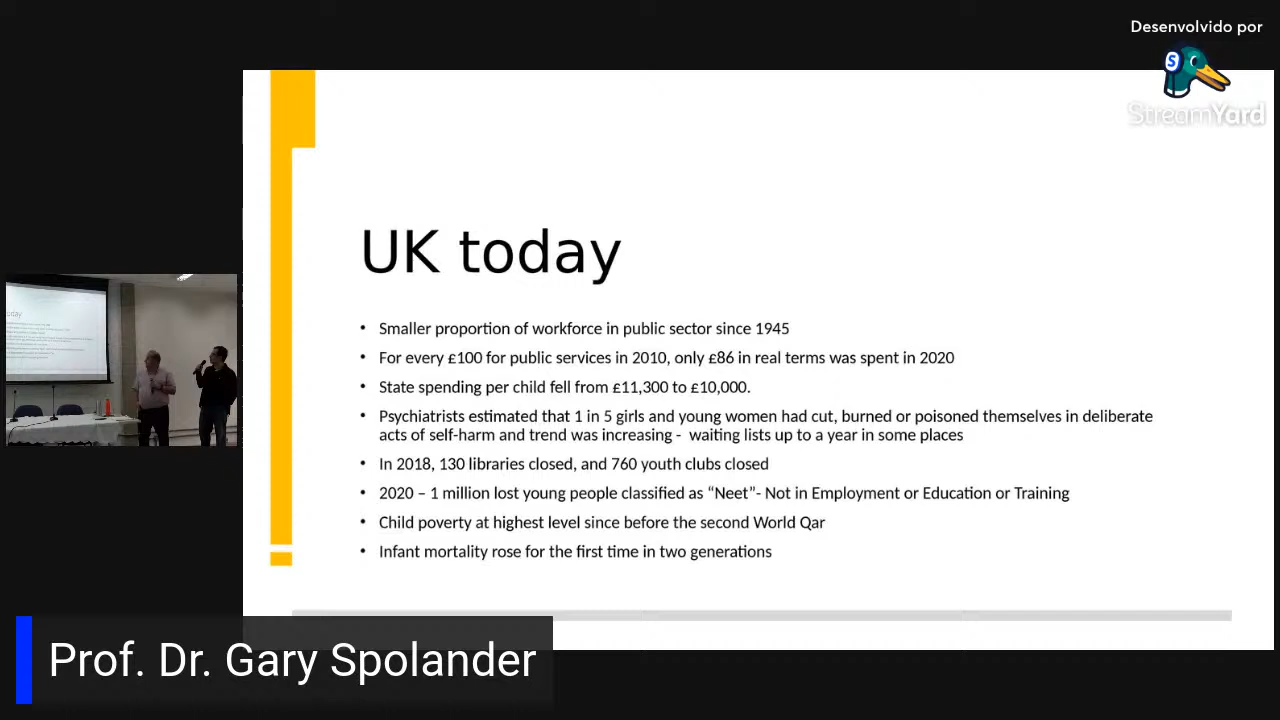 Desenvolvido por
StreamYard
UK today
• Smaller proportion of workforce in public sector since 1945
• For every £100 for public services in 2010, only £86 in real terms was spent in 2020
• State spending per child fell from £11,300 to £10,000.
• Psychiatrists estimated that 1 in 5 girls and young women had cut, burned or poisoned themselves in deliberate
acts of self-harm and trend was increasing - waiting lists up to a year in some places
• In 2018, 130 libraries closed, and 760 youth clubs closed
• 2020 – 1 million lost young people classified as “Neet”- Not in Employment or Education or Training
• Child poverty at highest level since before the second World Qar
• Infant mortality rose for the first time in two generations
Prof. Dr. Gary Spolander